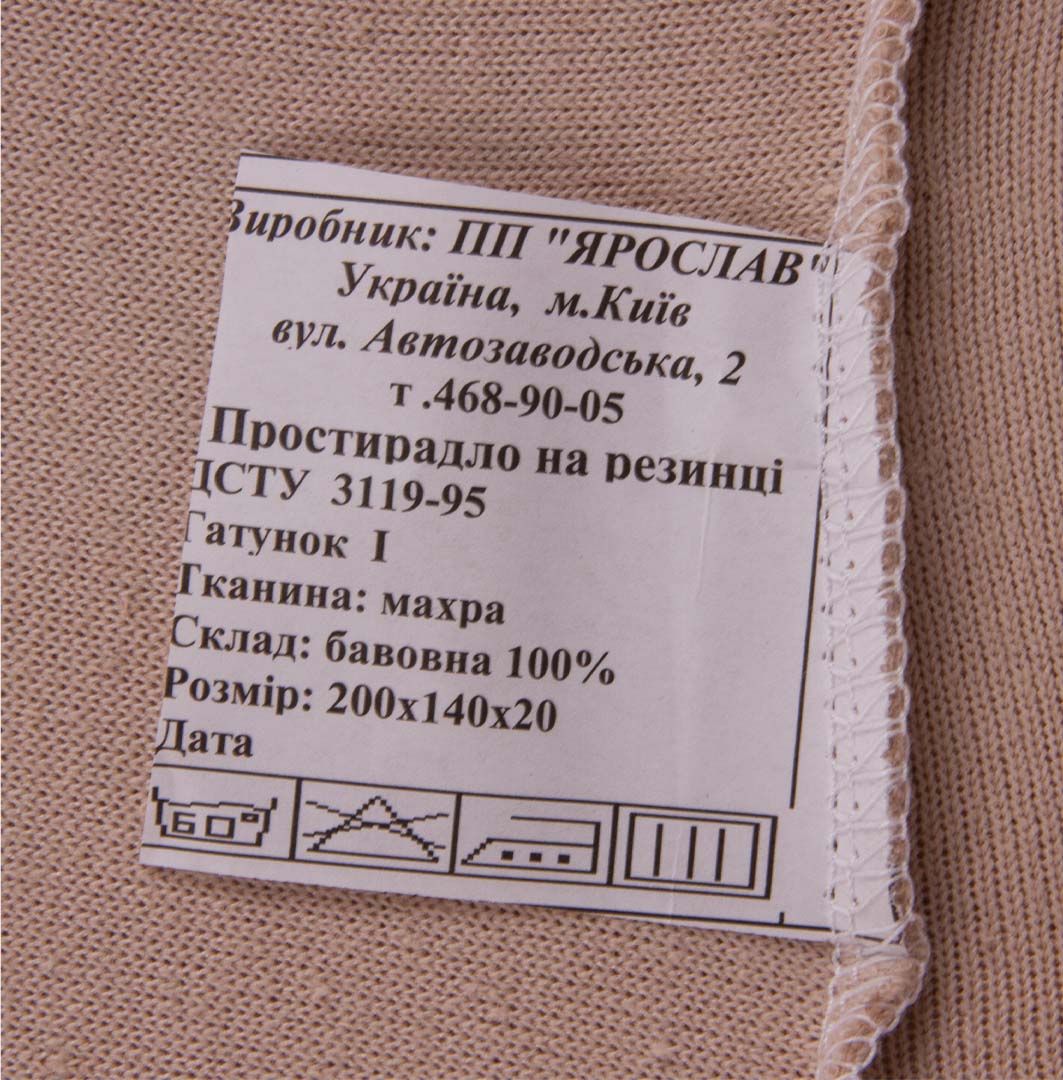 Виробник: ПП "ЯРОСЛАВ"
Україна, м.Київ
вул. Автозаводська, 2
т .468-90-05
Простирадло на резинці
ДСТУ 3119-95
Гатунок I
Тканина: махра
Склад: бавовна 100%
Розмір: 200х140х20
Дата
60°